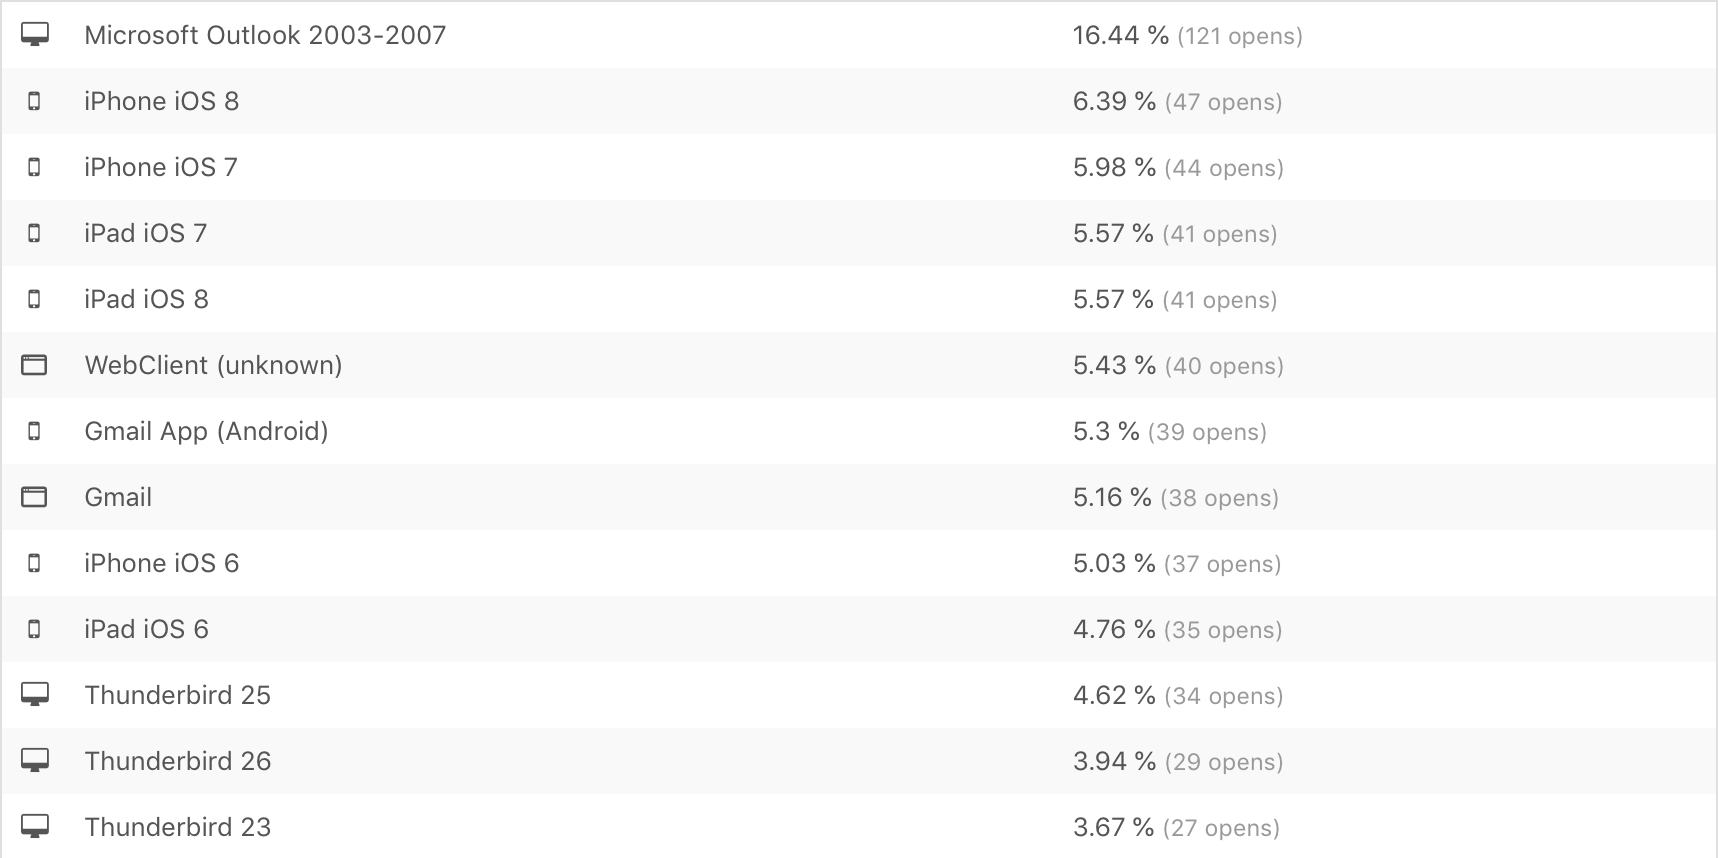 Microsoft Outlook 2003-2007 16.44 % (121 opens)
iPhone iOS 8 6.39 % (47 opens)
iPhone iOS 7 5.98 % (44 opens)
iPad iOS 7 5.57 % (41 opens)
iPad iOS 8 5.57 % (41 opens)
WebClient (unknown) 5.43 % (40 opens)
Gmail App (Android) 5.3 % (39 opens)
Gmail 5.16 % (38 opens)
iPhone iOS 6 5.03 % (37 opens)
iPad iOS 6 4.76 % (35 opens)
Thunderbird 25 4.62 % (34 opens)
Thunderbird 26 3.94 % (29 opens)
Thunderbird 23 3.67 % (27 opens)